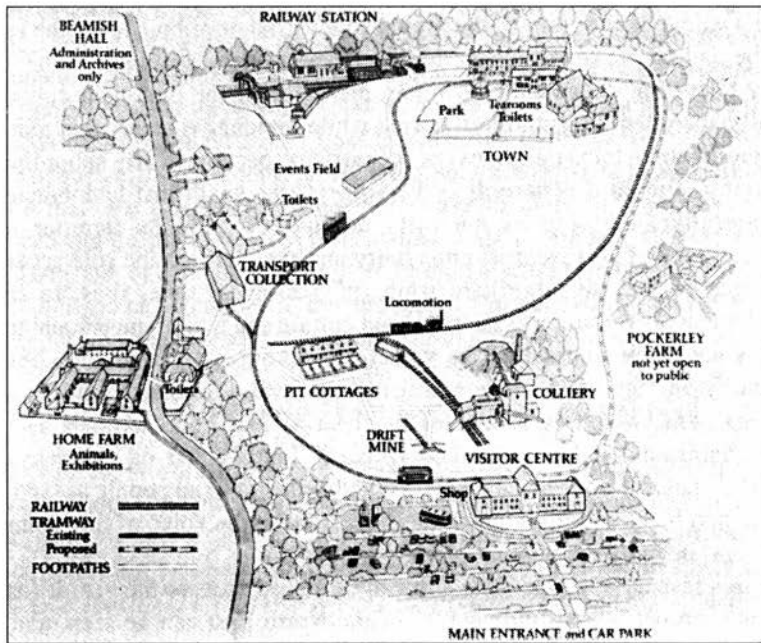 BEAMISH
HALL
Administration
and Archives
only
RAILWAY STATION
Park
Tearooms
Toilets
TOWN
Events Field
Toilets
TRANSPORT
COLLECTION
Locomotion
POCKERLEY
FARM
not yet open
to public
PIT COTTAGES
COLLIERY
Toilets
HOME FARM
Animals,
Exhibitions
DRIFT
MINE
VISITOR CENTRE
Shop
RAILWAY
TRAMWAY
Existing
Proposed
FOOTPATHS
MAIN ENTRANCE and CAR PARK